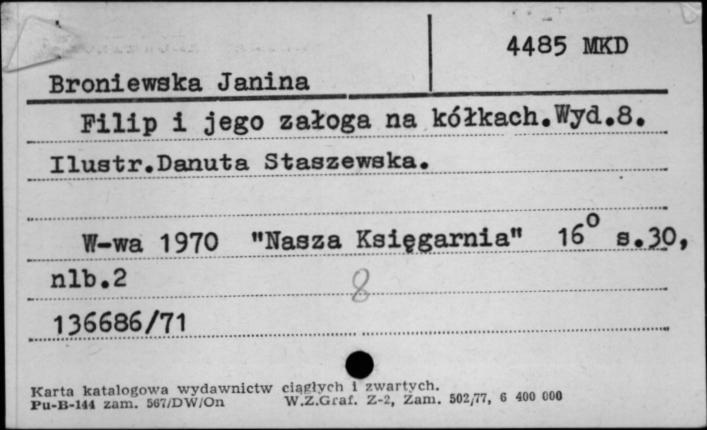 4485 MKD
Broniewska Janina
Filip i jego załoga na kółkach.Wyd.8.
Ilustr.Danuta Staszewska.
W-wa 1970 "Nasza Księgarnia" 16° s.30,
nlb.2
8
136686/71
Karta katalogowa wydawnictw ciągłych i zwartych.
Pu-B-144 zam. 567/DW/On W.Z.Graf. Z-2, Zam. 502/77, 6 400 000